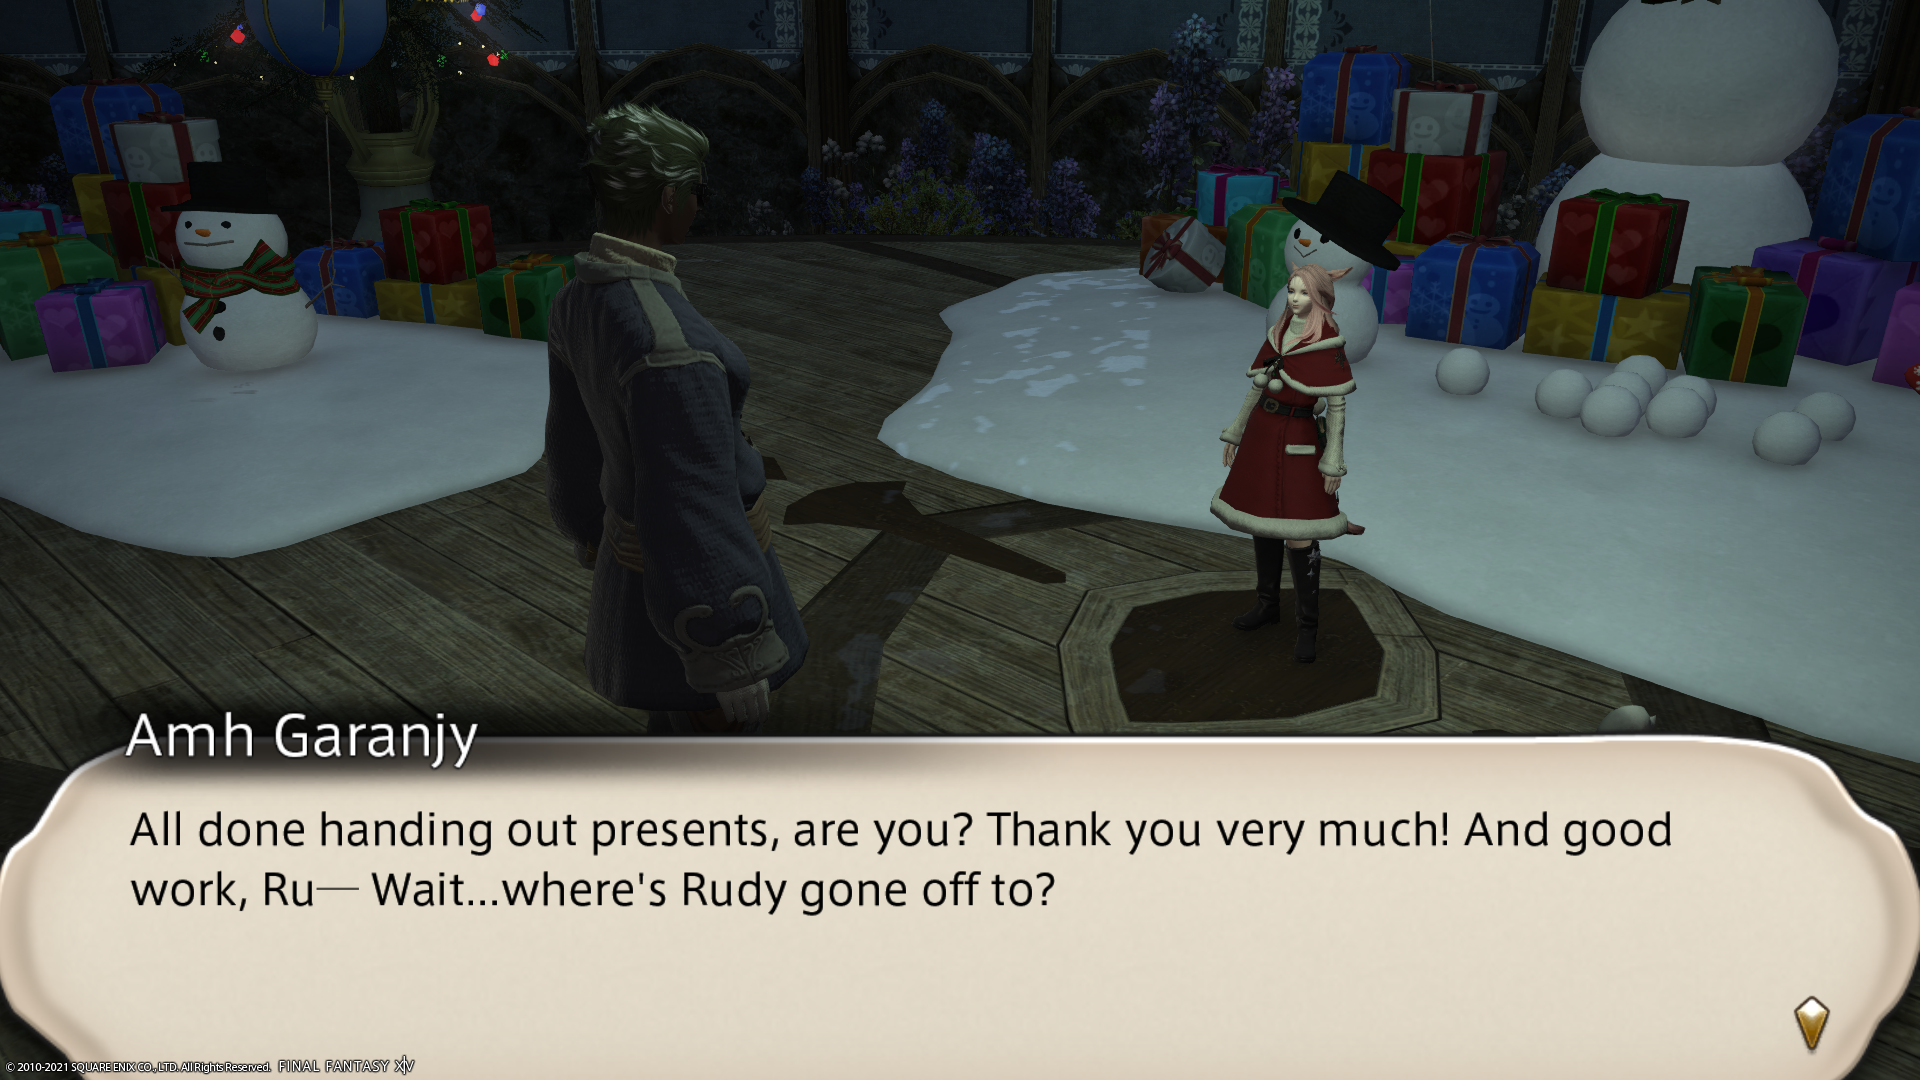 Amh Garanjy
All done handing out presents, are you? Thank you very much! And good
work, Ru— Wait...where's Rudy gone off to?
© 2010-2021 SQUARE ENIX CO., LTD. All Rights Reserved. FINAL FANTASY XIV